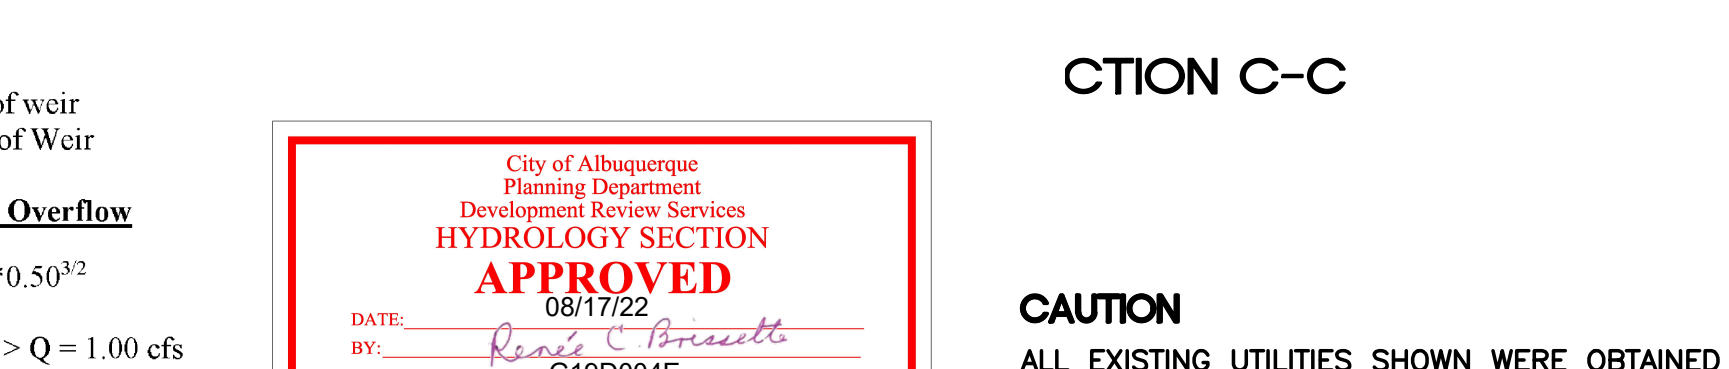 of weir
of Weir
Overflow
*0.50^3/2
> Q = 1.00 cfs
City of Albuquerque
Planning Department
Development Review Services
HYDROLOGY SECTION
APPROVED
DATE: 08/17/22
BY: Renée C. Brissette
CTION C-C
CAUTION
ALL EXISTING UTILITIES SHOWN WERE OBTAINED